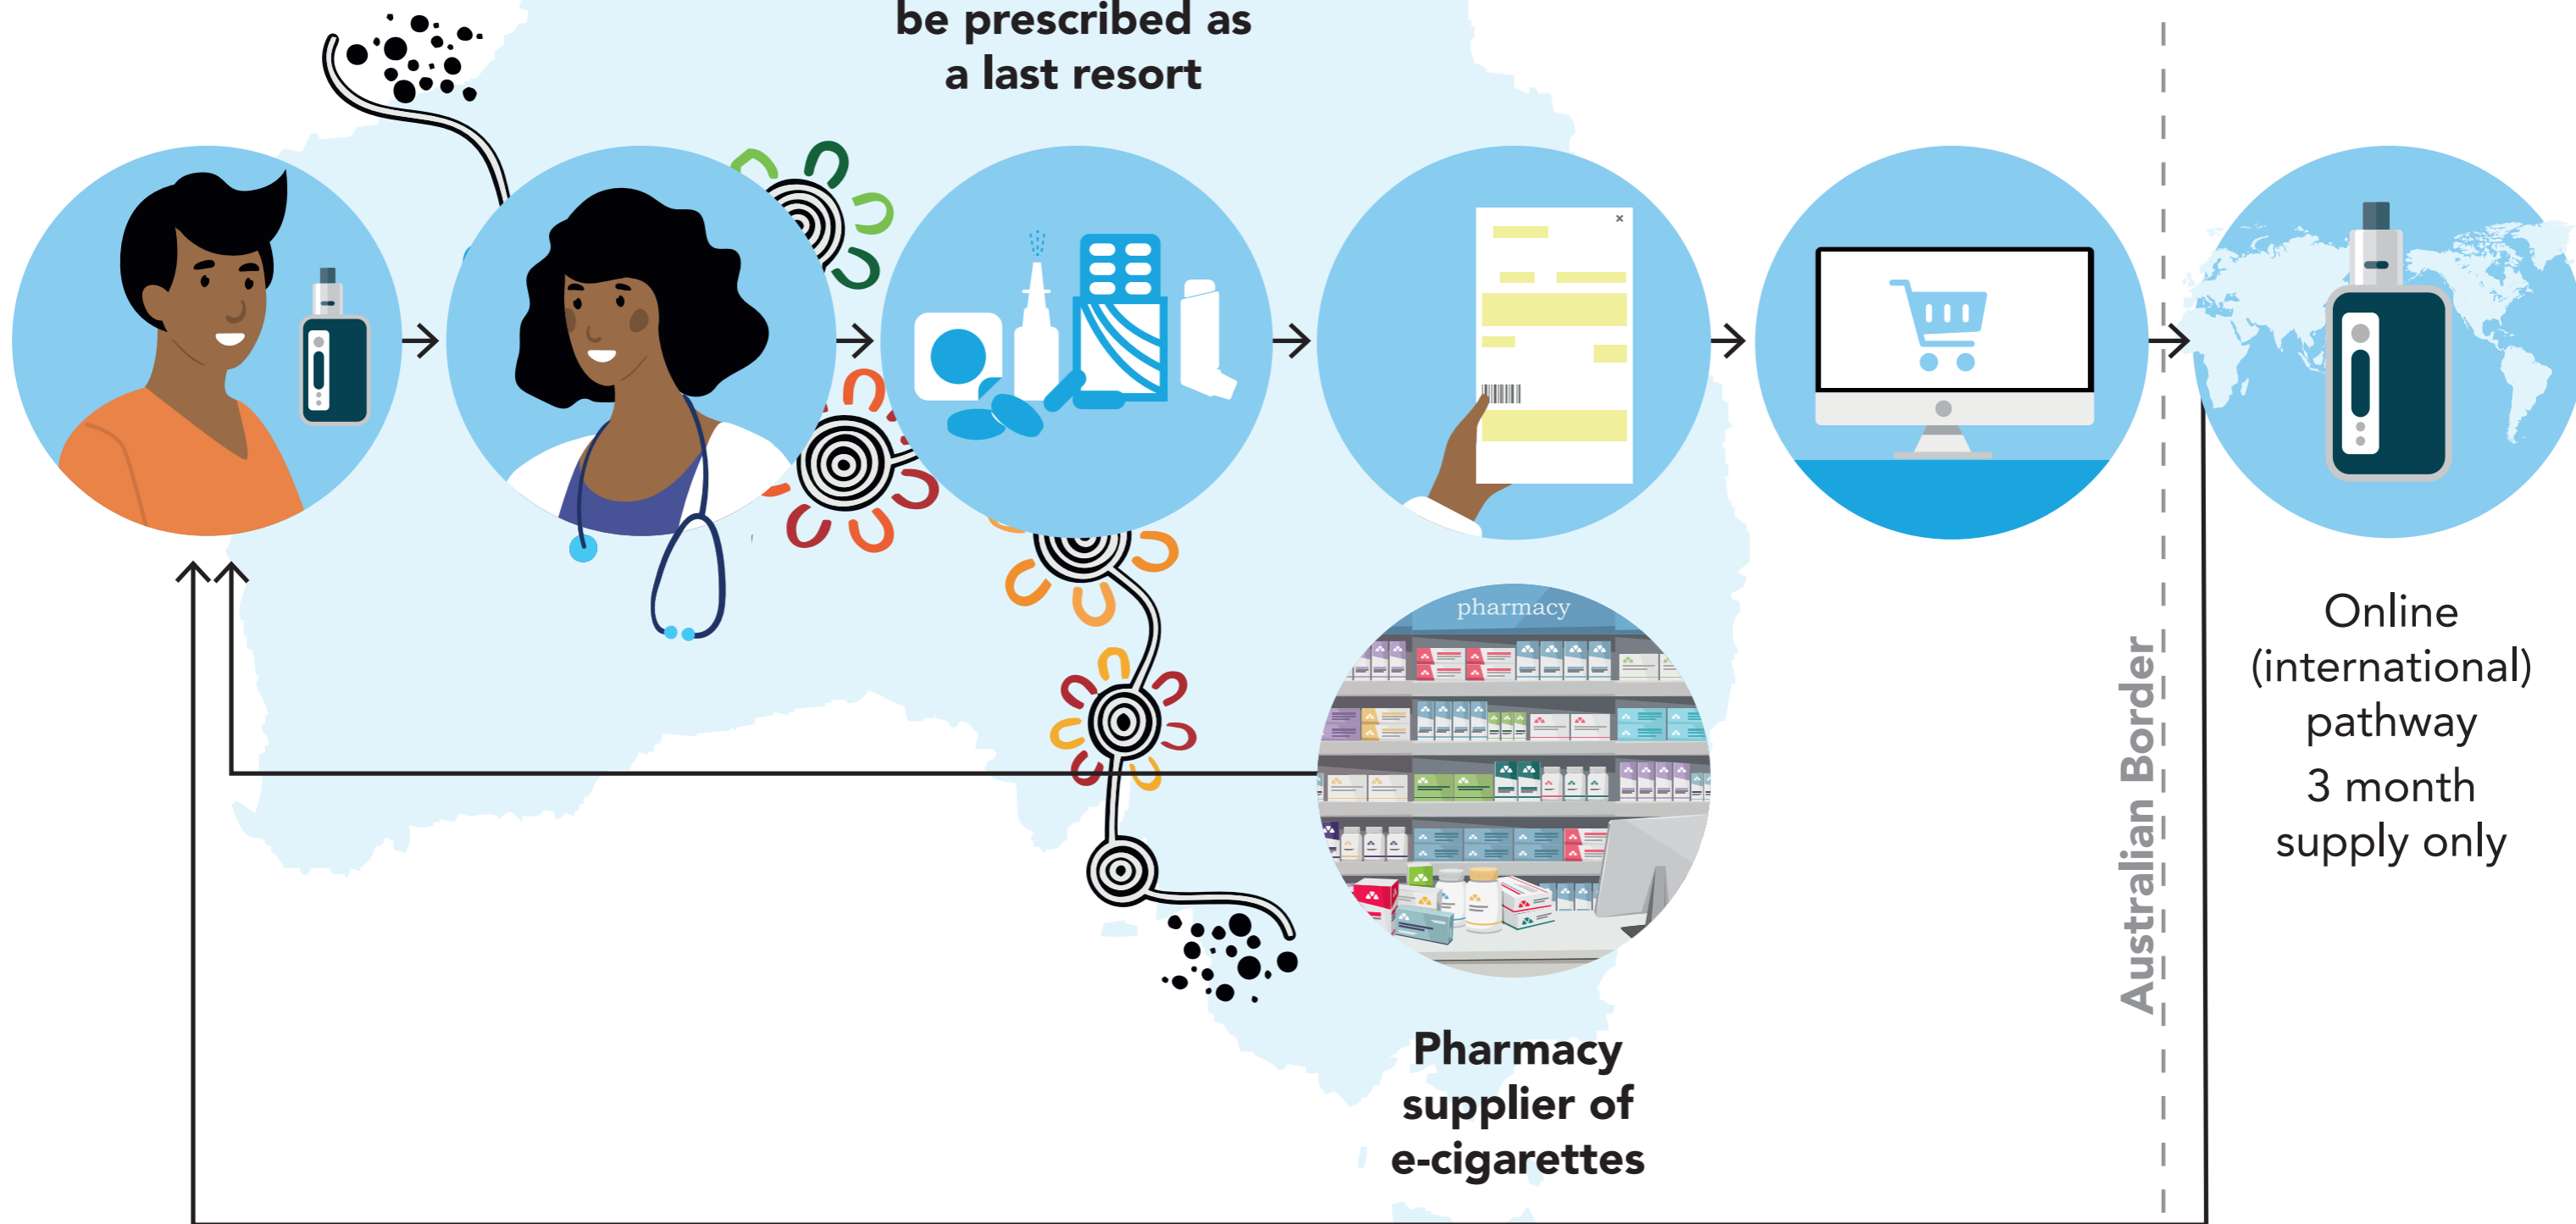 be prescribed as
a last resort
pharmacy
Pharmacy
supplier of
e-cigarettes
Australian Border
Online
(international)
pathway
3 month
supply only